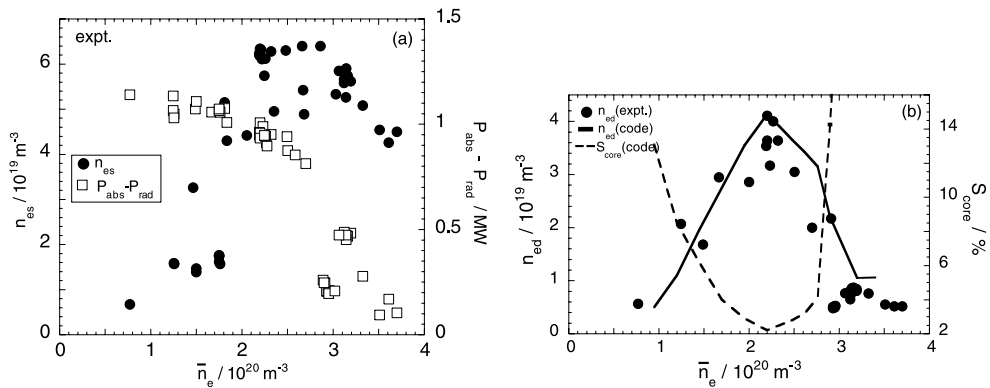 expt.
(a)
n_es / 10^19 m^-3
0
2
4
6
n_es
P_abs-P_rad
0
0.5
1
1.5
P_abs - P_rad / MW
0 1 2 3 4
n̅_e / 10^20 m^-3
(b)
n_ed(expt.)
n_ed(code)
S_core(code)
n_ed / 10^19 m^-3
0
1
2
3
4
2
6
10
14
S_core / %
0 1 2 3 4
n̅_e / 10^20 m^-3